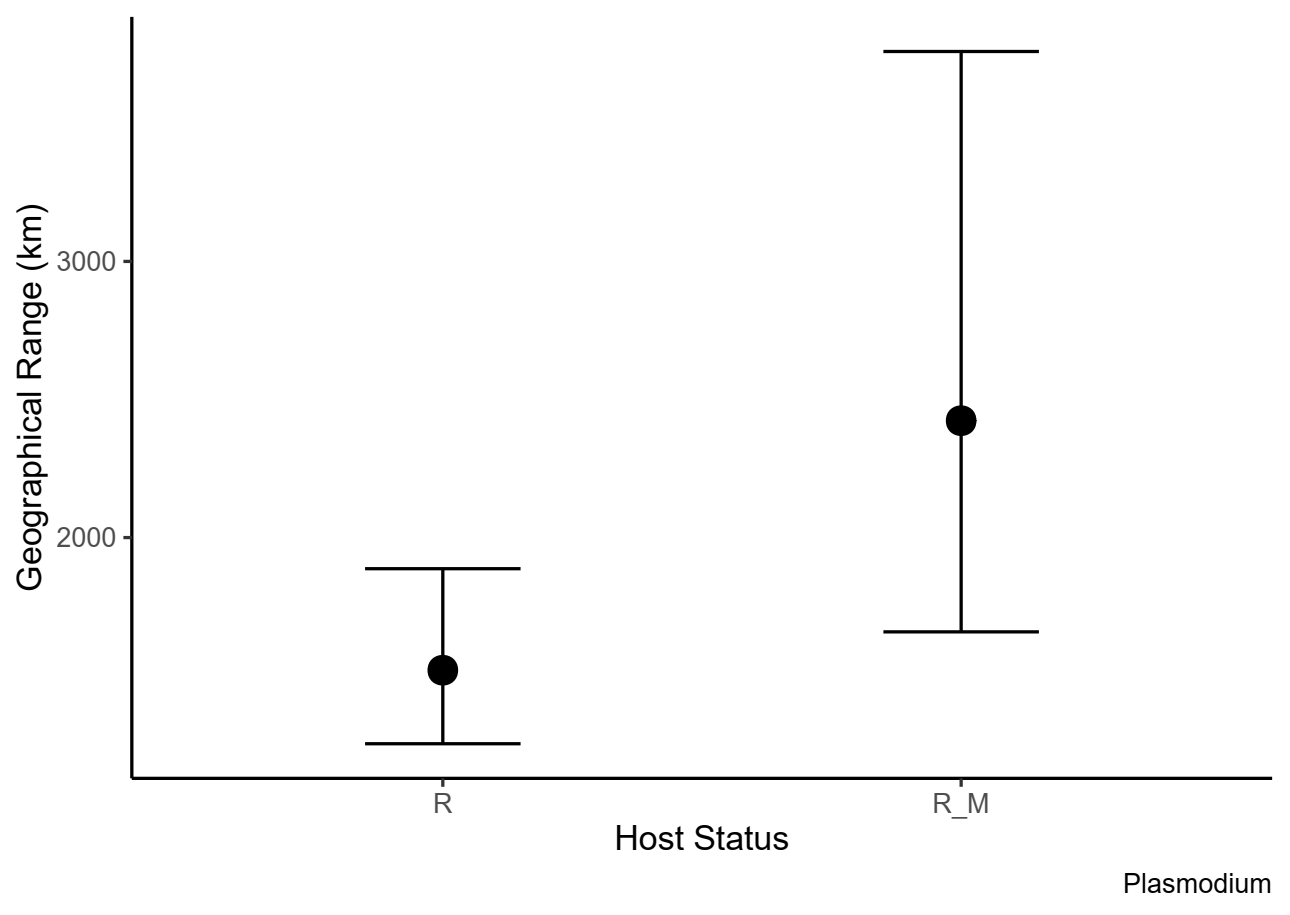 Geographical Range (km)
3000
2000
R
R_M
Host Status
Plasmodium